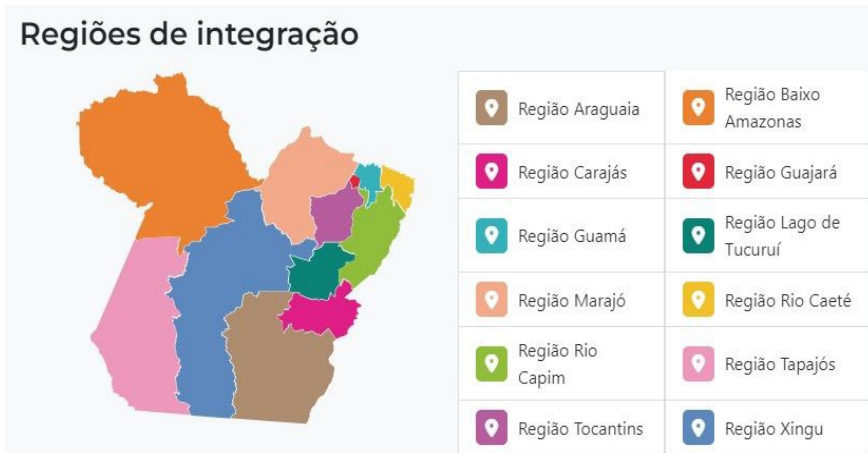 Regiões de integração
Região Araguaia
Região Baixo
Amazonas
Região Carajás
Região Guajará
Região Guamá
Região Lago de
Tucuruí
Região Marajó
Região Rio Caeté
Região Rio
Capim
Região Tapajós
Região Tocantins
Região Xingu